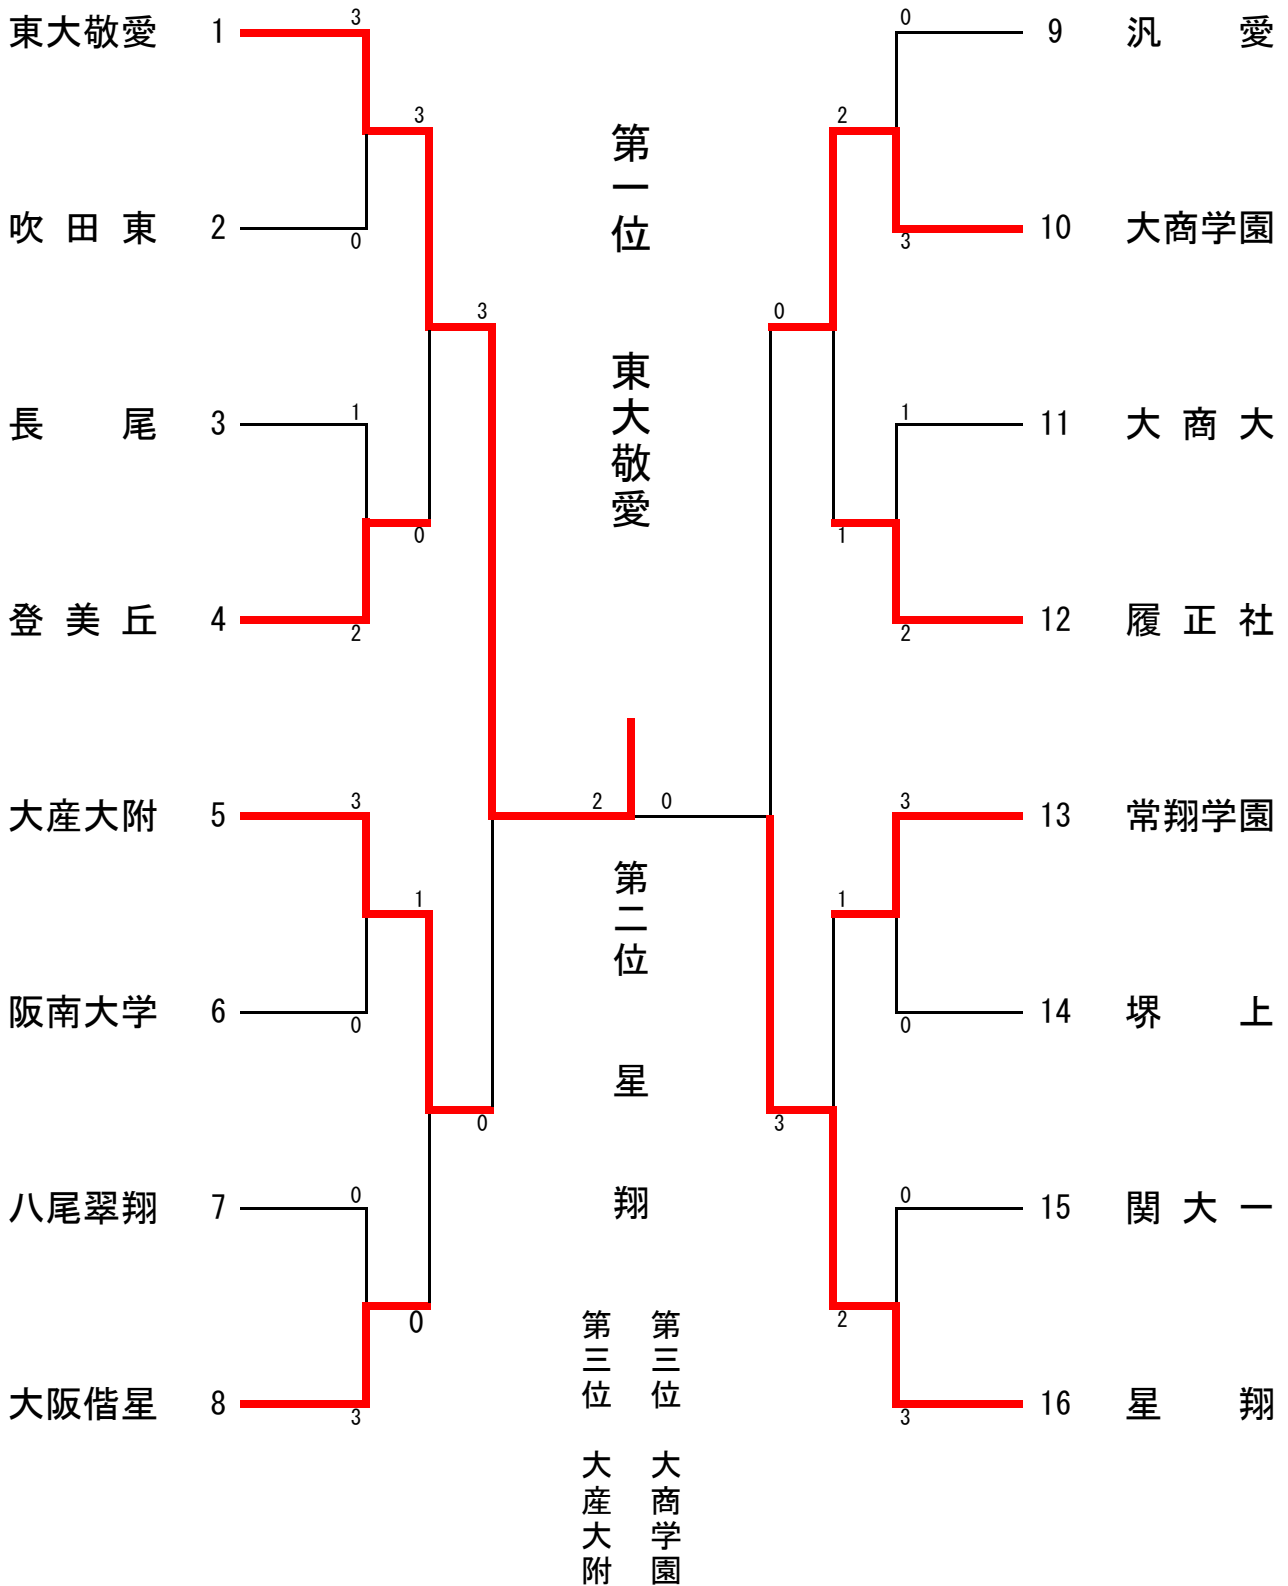 東大敬愛 1 3
吹田東 2 0
3
長尾 3 1
登美丘 4 2
0
3
大産大附 5 3
阪南大学 6 0
1
八尾翠翔 7 0
大阪偕星 8 3
0
0
2 0
第一位 東大敬愛
第二位 星翔
第三位 大産大附
第三位 大商学園
0 9 汎愛
3 10 大商学園
2
1 11 大商大
2 12 履正社
1
0
3 13 常翔学園
0 14 堺上
1
0 15 関大一
3 16 星翔
2
3